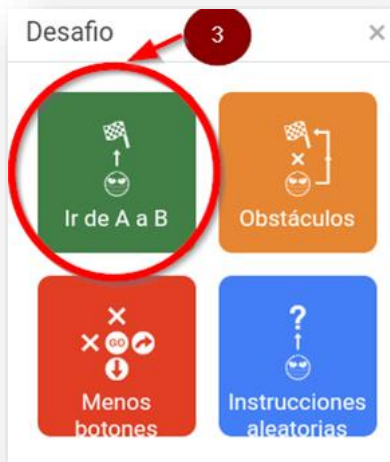 Desafio
3
×
Ir de A a B
Obstáculos
GO
Menos
botones
?
Instrucciones
aleatorias